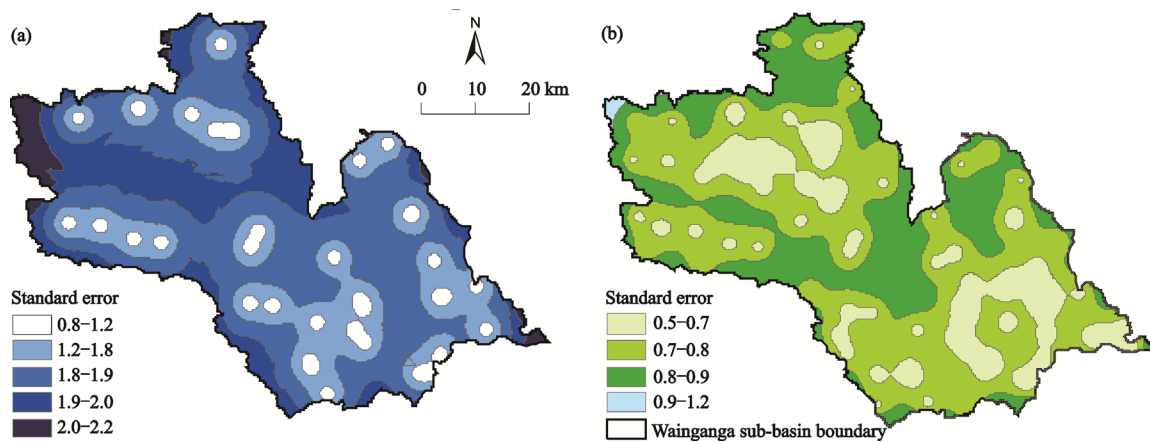 (a)
N
0 10 20 km
Standard error
0.8−1.2
1.2−1.8
1.8−1.9
1.9−2.0
2.0−2.2
(b)
Standard error
0.5−0.7
0.7−0.8
0.8−0.9
0.9−1.2
Wainganga sub-basin boundary